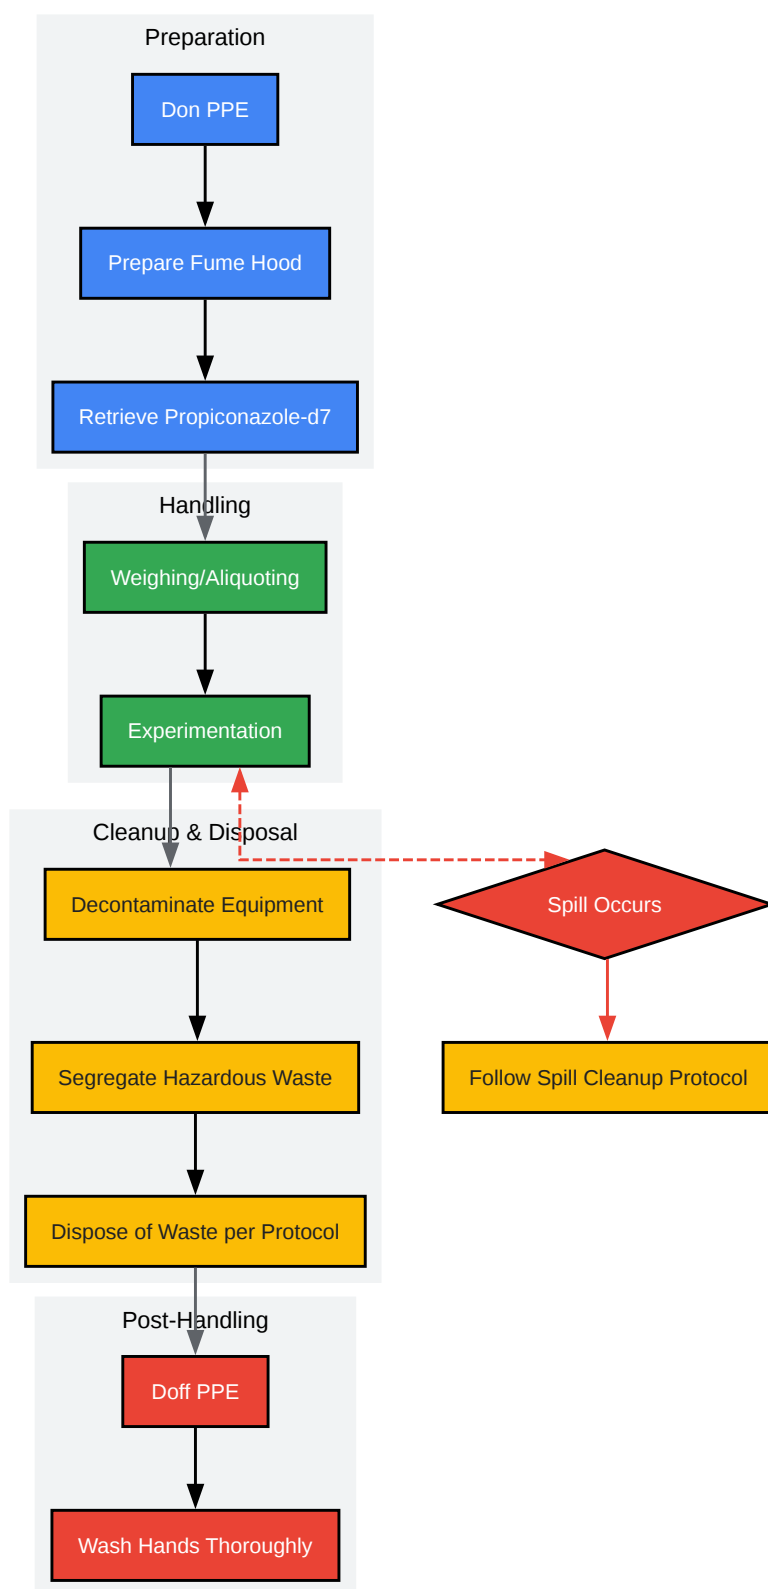 Preparation
Don PPE
Prepare Fume Hood
Retrieve Propiconazole-d7
Handling
Weighing/Aliquoting
Experimentation
Cleanup & Disposal
Decontaminate Equipment
Spill Occurs
Segregate Hazardous Waste
Follow Spill Cleanup Protocol
Dispose of Waste per Protocol
Post-Handling
Doff PPE
Wash Hands Thoroughly